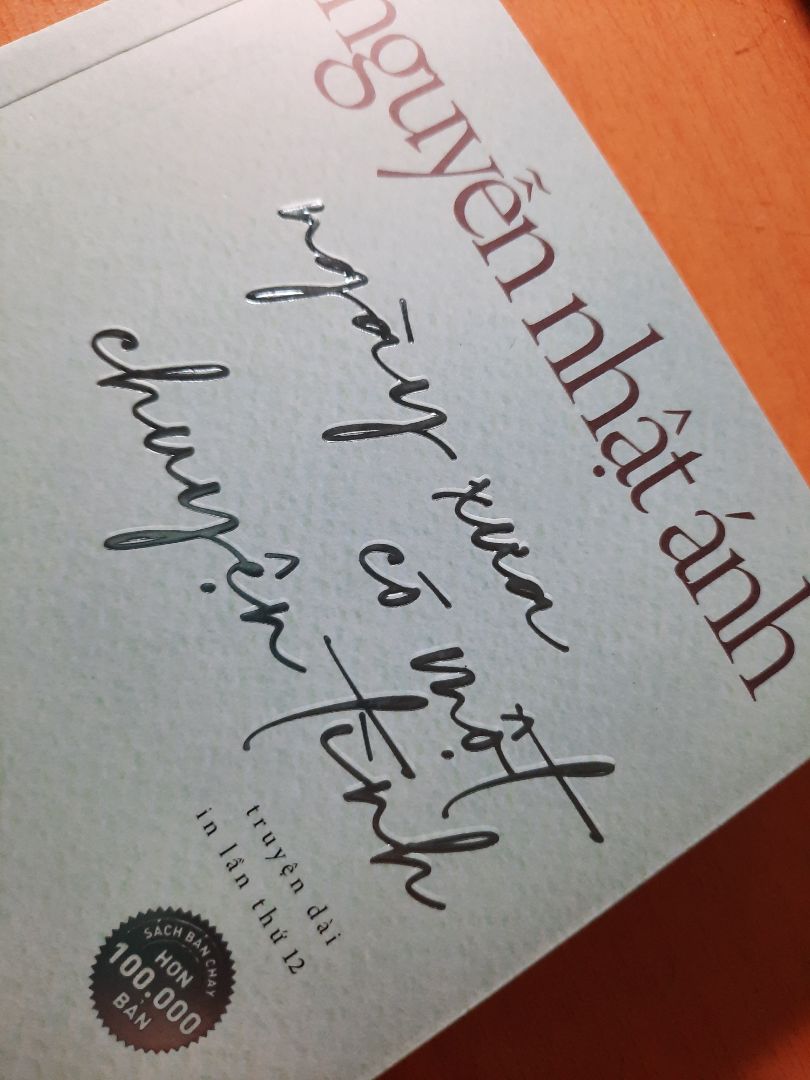 nguyễn nhật ánh
ngày xưa
có một
chuyện tình
truyện dài
in lần thứ 12
SÁCH BÁN CHẠY
HƠN
100.000
BẢN